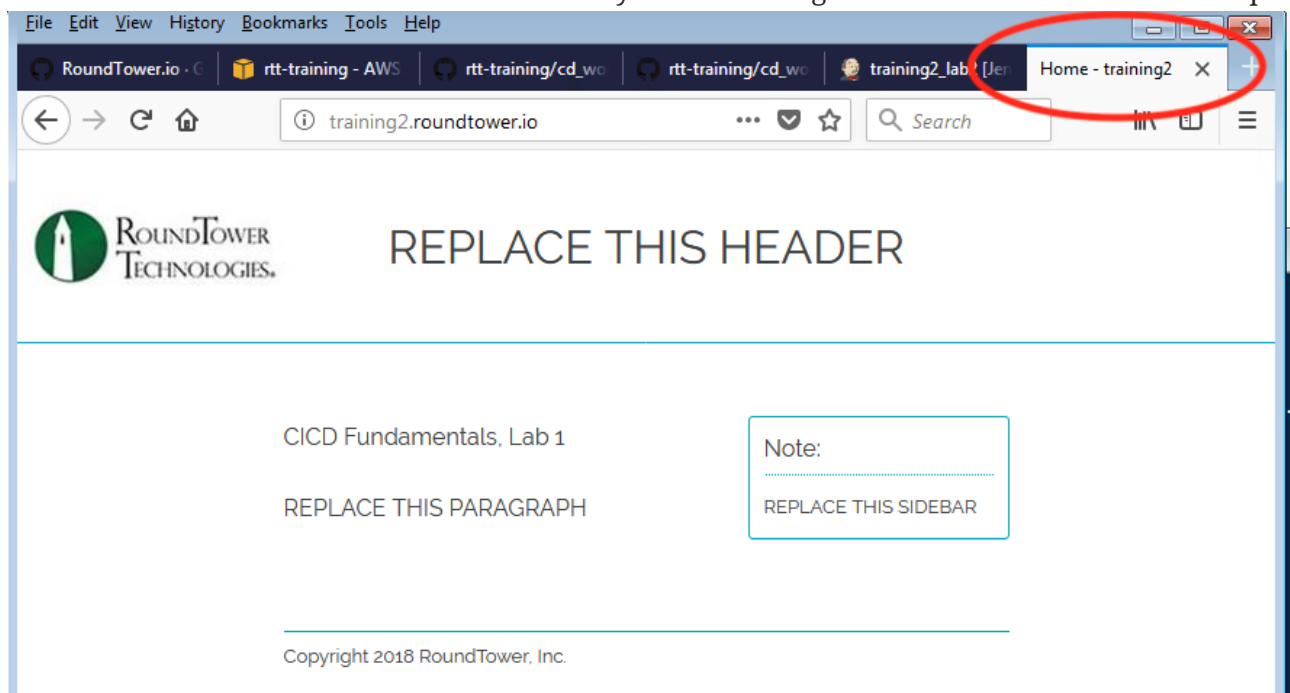 File Edit View History Bookmarks Tools Help
RoundTower.io · G rtt-training - AWS rtt-training/cd_wo rtt-training/cd_wo training2_lab2 [Jen Home - training2
training2.roundtower.io Search
ROUNDTOWER
TECHNOLOGIES.
REPLACE THIS HEADER
CICD Fundamentals, Lab 1
Note:
REPLACE THIS PARAGRAPH
REPLACE THIS SIDEBAR
Copyright 2018 RoundTower, Inc.